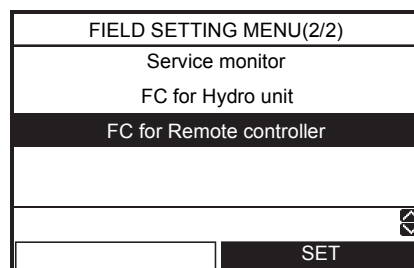 FIELD SETTING MENU(2/2)
Service monitor
FC for Hydro unit
FC for Remote controller
SET